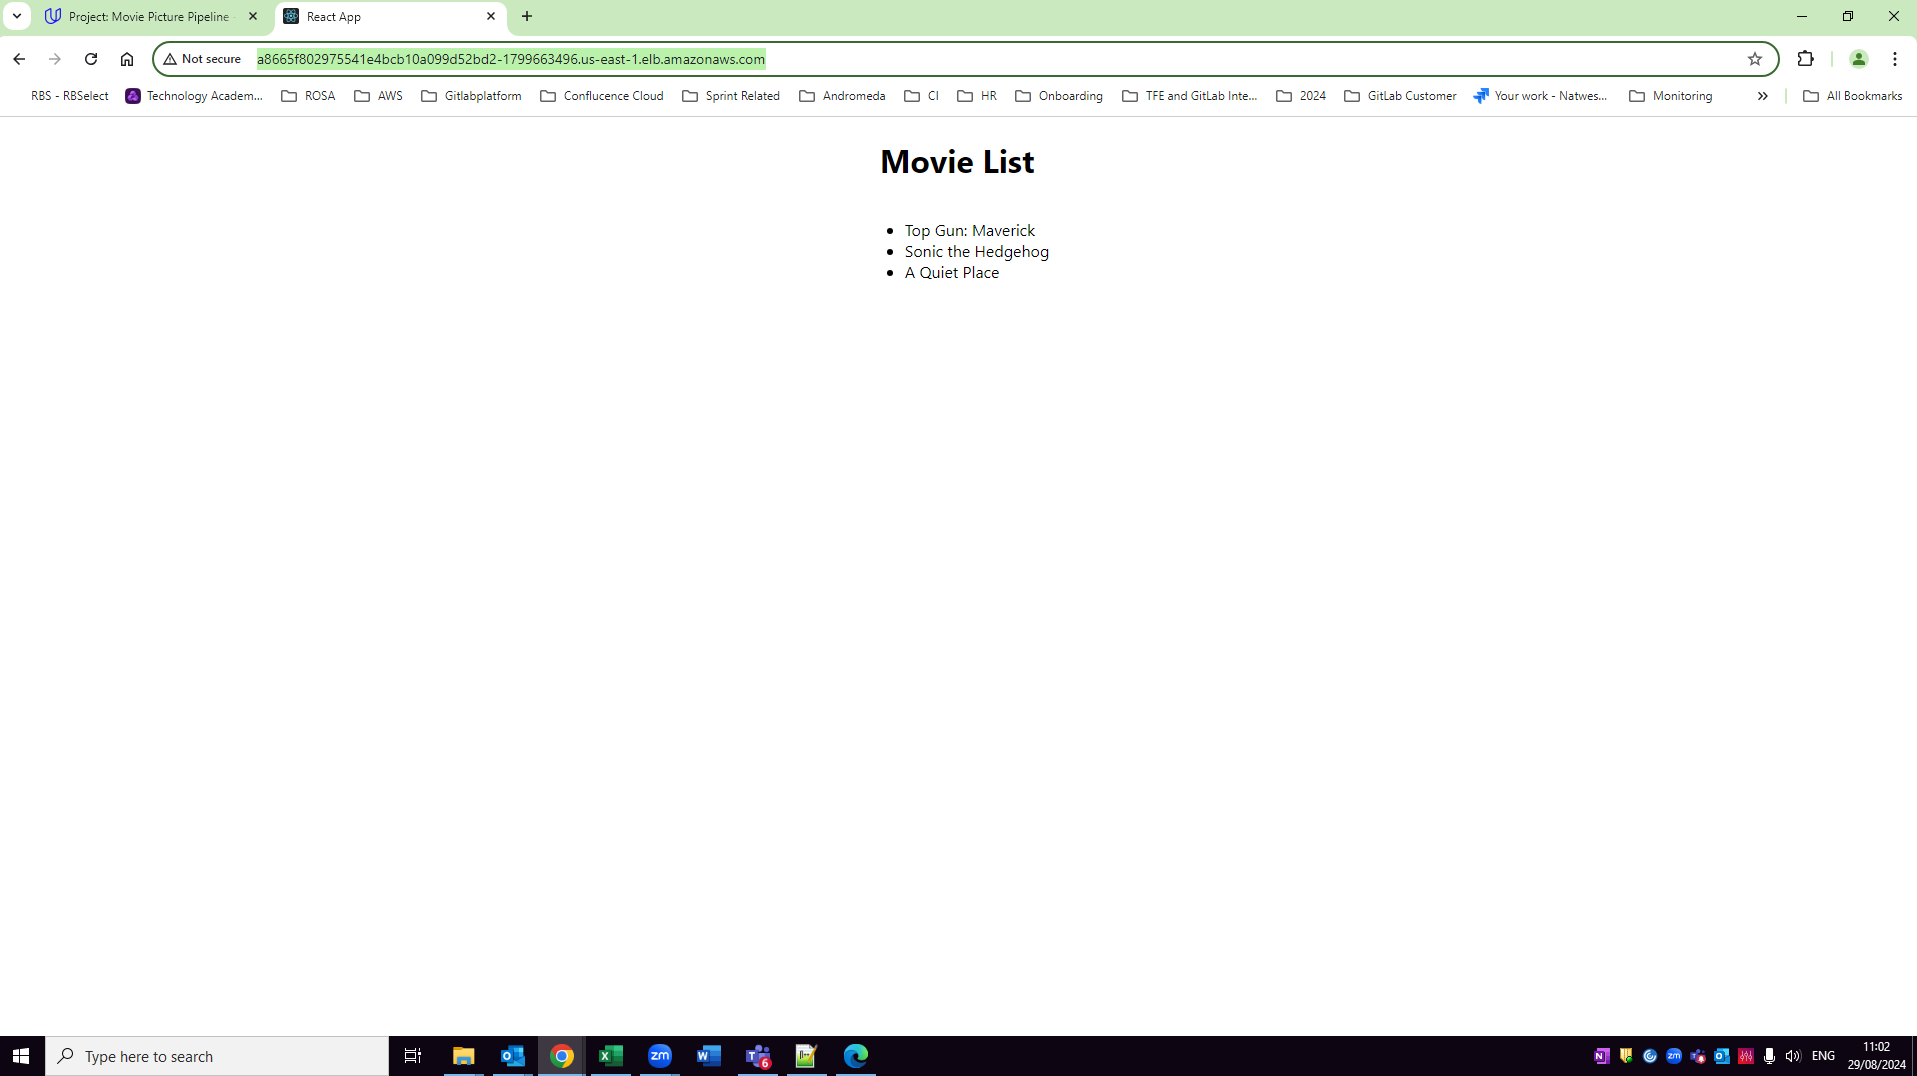 Project: Movie Picture Pipeline
React App
Not secure
a8665f802975541e4bcb10a099d52bd2-1799663496.us-east-1.elb.amazonaws.com
RBS - RBSelect
Technology Academ...
ROSA
AWS
Gitlabplatform
Conflucence Cloud
Sprint Related
Andromeda
CI
HR
Onboarding
TFE and GitLab Inte...
2024
GitLab Customer
Your work - Natwes...
Monitoring
All Bookmarks
Movie List
Top Gun: Maverick
Sonic the Hedgehog
A Quiet Place
Type here to search
zm
6
ENG
11:02
29/08/2024